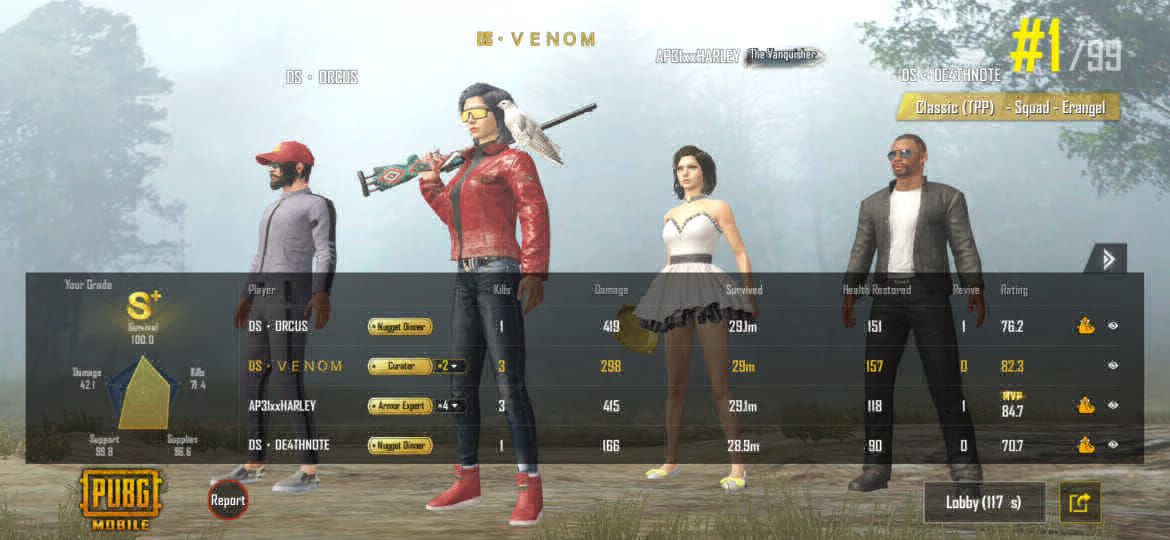 DS • VENOM
#1/99
AP31xxHARLEY The Vanquisher
DS • ORCUS
DS • DE4THNOTE
Classic (TPP) - Squad - Erangel
Your Grade
S+
Survival
100.0
Damage
42.1
Kills
71.4
Support
99.8
Supplies
96.6
Player Kills Damage Survived Health Restored Revive Rating
DS • ORCUS Nugget Dinner 1 419 29.1m 151 1 76.2
DS • VENOM Curator ×2 3 298 29m 157 0 82.3
MVP
AP31xxHARLEY Armor Expert ×4 3 415 29.1m 118 1 84.7
DS • DE4THNOTE Nugget Dinner 1 166 28.9m 90 0 70.7
PUBG
MOBILE
Report
Lobby (117 s)